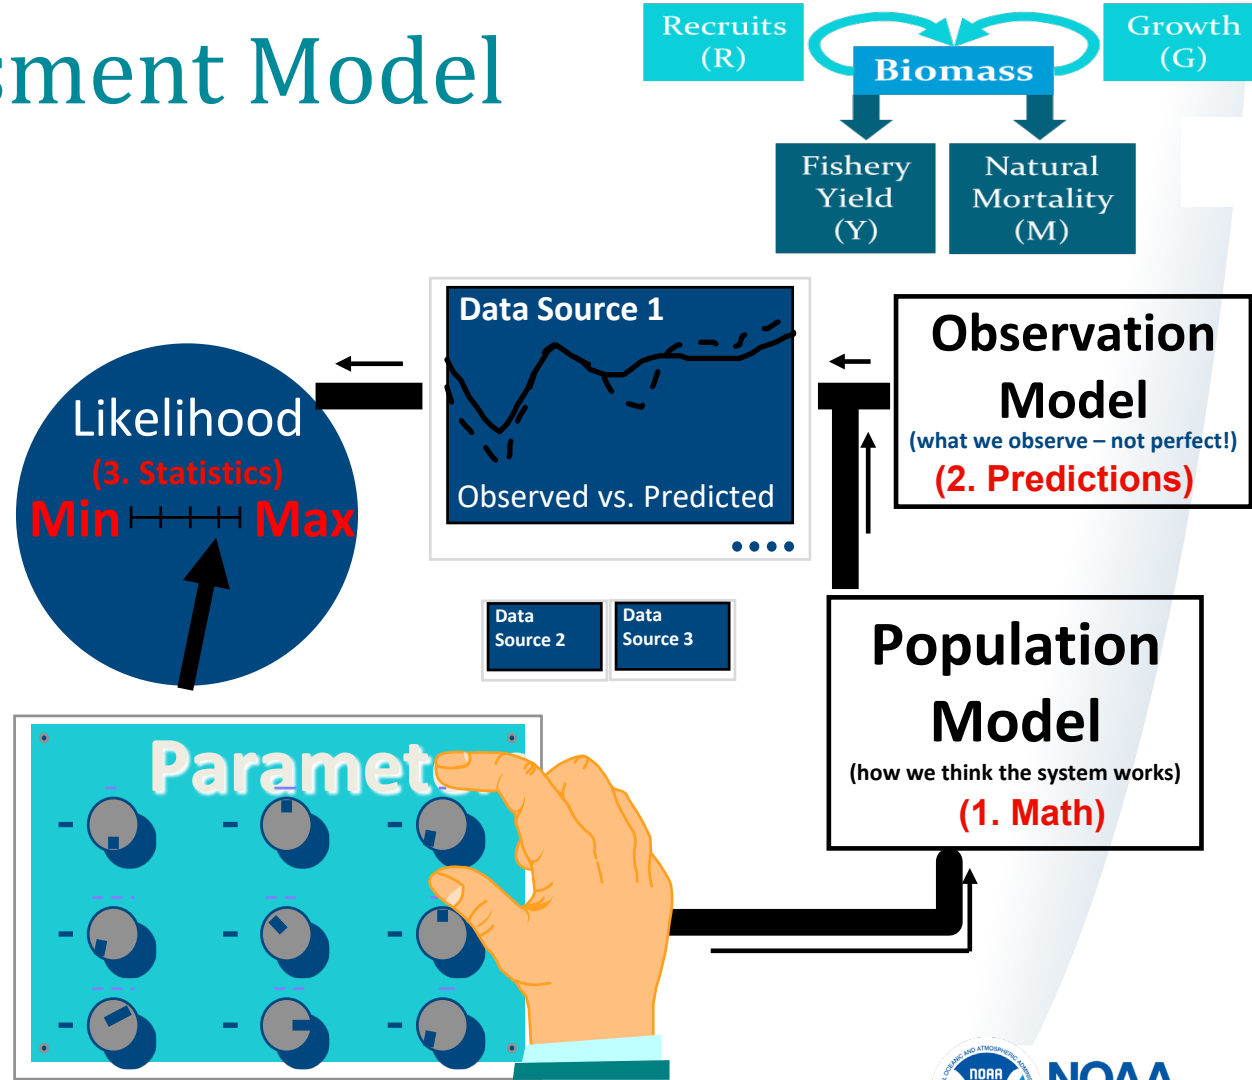 sment Model
Recruits
(R)
Growth
(G)
Biomass
Fishery
Yield
(Y)
Natural
Mortality
(M)
Data Source 1
Observed vs. Predicted
Observation
Model
(what we observe – not perfect!)
(2. Predictions)
Likelihood
(3. Statistics)
Min
Max
Data
Source 2
Data
Source 3
Population
Model
(how we think the system works)
(1. Math)
Paramet
NOAA
NOAA